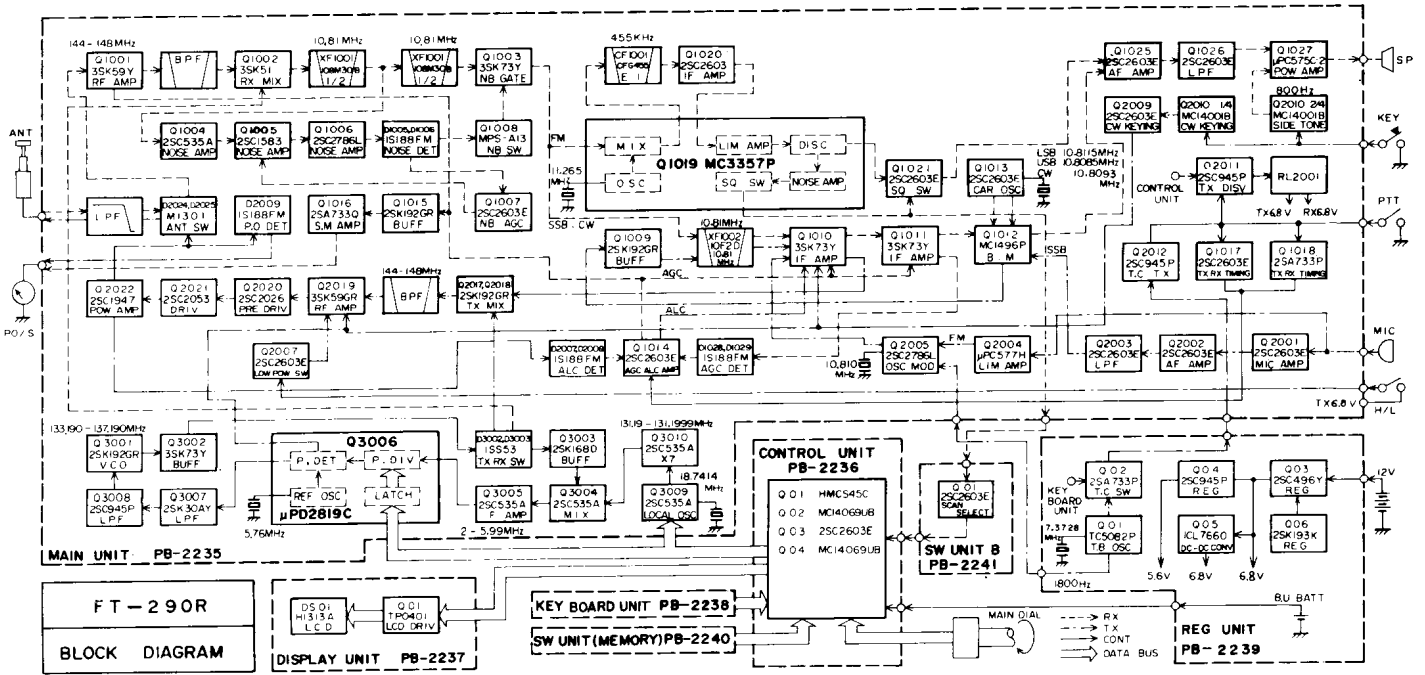 144-148MHz
Q1001
3SK59Y
RF AMP
BPF
Q1002
3SK51
RX MIX
10,81MHz
XF1001
10M30B
1/2
10,81MHz
XF1001
10M30B
1/2
Q1003
3SK73Y
NB GATE
455KHz
CF1001
CFG455
E 1
Q1020
2SC2603
IF AMP
Q1025
2SC2603E
AF AMP
Q1026
2SC2603E
LPF
Q1027
μPC575C2
POW AMP
SP
Q1004
2SC535A
NOISE AMP
Q1005
2SC1583
NOISE AMP
Q1006
2SC2786L
NOISE AMP
D1005,D1006
1S188FM
NOISE DET
Q1008
MPS-A13
NB SW
FM
MIX
LIM AMP
DISC
Q1019 MC3357P
OSC
SQ SW
NOISE AMP
11.265
MHz
SSB·CW
Q2009
2SC2603E
CW KEYING
Q2010 1/4
MC14001B
CW KEYING
800Hz
Q2010 2/4
MC14001B
SIDE TONE
KEY
Q1021
2SC2603E
SQ SW
Q1013
2SC2603E
CAR OSC
LSB 10.8115MHz
USB 10.8085MHz
CW
10.8093
MHz
CONTROL
UNIT
Q2011
2SC945P
TX DISV
RL2001
TX6.8V
RX6.8V
PTT
ANT
LPF
D2024,D2025
M1301
ANT SW
D2009
1S188FM
P.O DET
Q1016
2SA733Q
S.M AMP
Q1015
2SK192GR
BUFF
Q1007
2SC2603E
NB AGC
Q1009
2SK192GR
BUFF
10.81MHz
XF1002
10F2D
10.81
MHz
Q1010
3SK73Y
IF AMP
Q1011
3SK73Y
IF AMP
Q1012
MC1496P
B.M
SSB
Q2012
2SC945P
T.C TX
Q1017
2SC2603E
TX RX TIMING
Q1018
2SA733P
TX RX TIMING
PO/S
Q2022
2SC1947
POW AMP
Q2021
2SC2053
DRIV
Q2020
2SC2026
PRE DRIV
Q2019
3SK59GR
RF AMP
144-148MHz
BPF
Q2017,Q2018
2SK192GR
TX MIX
AGC
ALC
Q2007
2SC2603E
LOW POW SW
D2007,D2008
1S188FM
ALC DET
Q1014
2SC2603E
AGC ALC AMP
D1028,D1029
1S188FM
AGC DET
10,810
MHz
Q2005
2SC2786L
OSC MOD
FM
Q2004
μPC577H
LIM AMP
Q2003
2SC2603E
LPF
Q2002
2SC2603E
AF AMP
Q2001
2SC2603E
MIC AMP
MIC
TX6.8V
H/L
133,190-137,190MHz
Q3001
2SK192GR
VCO
Q3002
3SK73Y
BUFF
Q3006
P.DET
P.DIV
REF OSC
LATCH
μPD2819C
5,76MHz
Q3008
2SC945P
LPF
Q3007
2SK30AY
LPF
D3002,D3003
1SS53
TX RX SW
Q3003
2SK168D
BUFF
131.19-131.1999MHz
Q3010
2SC535A
X7
18.7414
MHz
Q3005
2SC535A
F AMP
Q3004
2SC535A
MIX
Q3009
2SC535A
LOCAL OSC
2-5.99MHz
MAIN UNIT PB-2235
CONTROL UNIT
PB-2236
Q01 HMCS45C
Q02 MC14069UB
Q03 2SC2603E
Q04 MC14069UB
Q01
2SC2603E
SCAN
SELECT
SW UNIT B
PB-2241
KEY
BOARD
UNIT
Q02
2SA733P
T.C SW
Q04
2SC945P
REG
Q03
2SC496Y
REG
12V
7.3728
MHz
Q01
TC5082P
T.B OSC
Q05
ICL7660
DC-DC CONV
Q06
2SK193K
REG
5.6V
6.8V
6.8V
1800Hz
B.U BATT
REG UNIT
PB-2239
FT-290R
BLOCK DIAGRAM
DS01
H1313A
LCD
Q01
TP0401
LCD DRIV
DISPLAY UNIT PB-2237
KEY BOARD UNIT PB-2238
SW UNIT(MEMORY)PB-2240
MAIN DIAL
RX
TX
CONT
DATA BUS